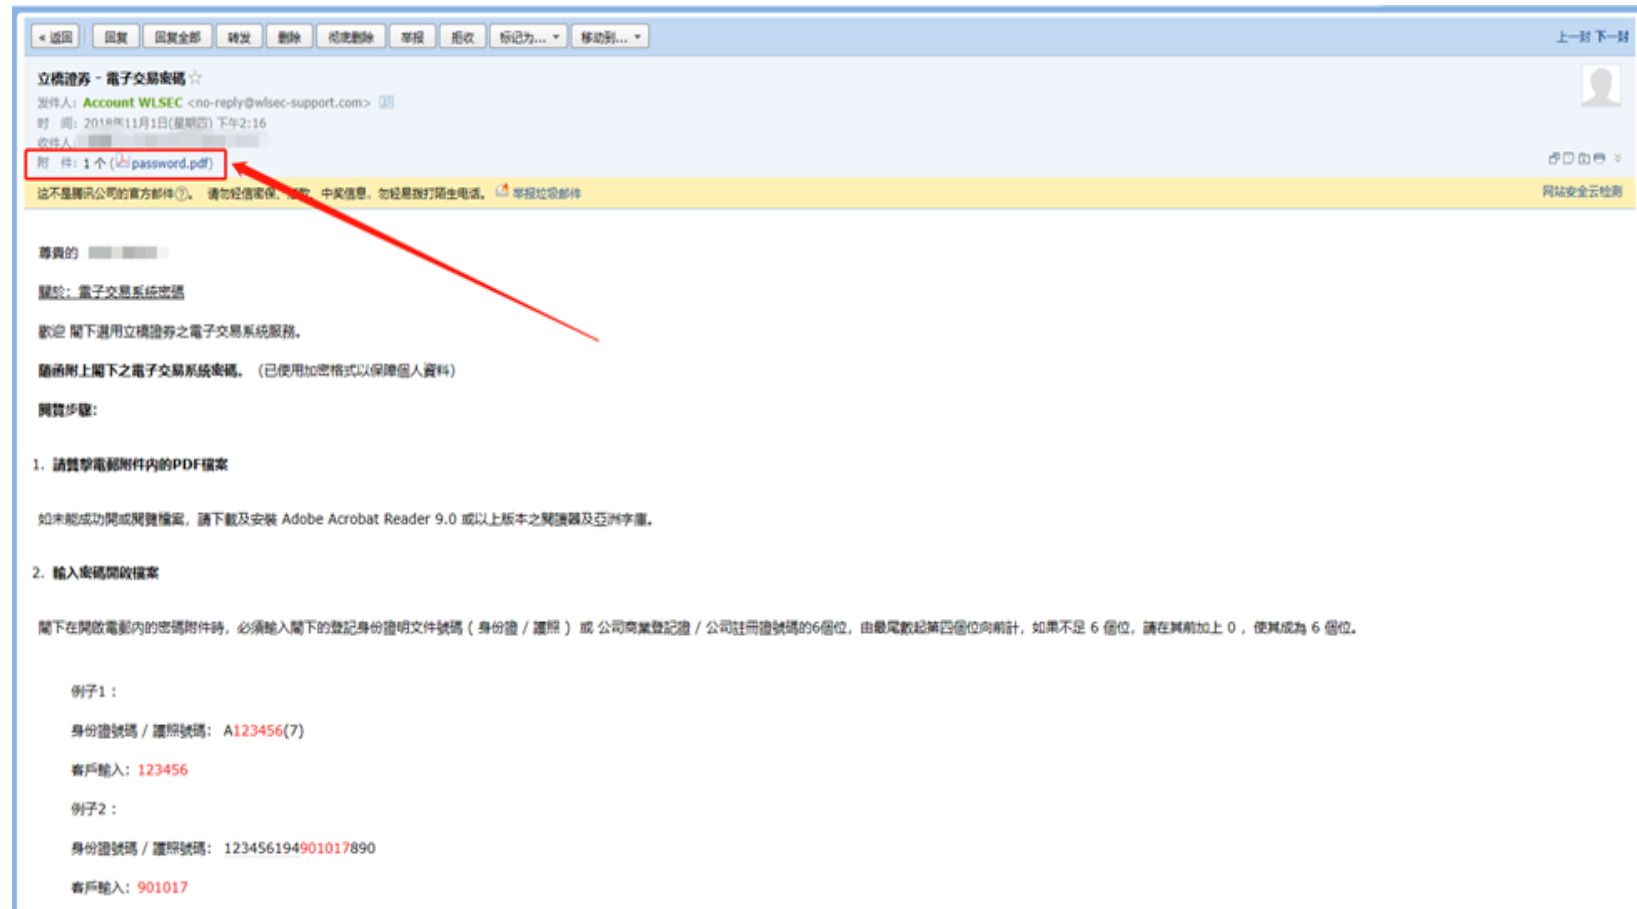 « 返回 回复 回复全部 转发 删除 彻底删除 举报 拒收 标记为... 移动到... 上一封 下一封
立橋證券 - 電子交易密碼☆
发件人: Account WLSEC <no-reply@wlsec-support.com>
时 间: 2018年11月1日(星期四) 下午2:16
收件人:
附 件: 1 个 (password.pdf)
这不是腾讯公司的官方邮件?。 请勿轻信密保、 中奖信息,勿轻易拨打陌生电话。 举报垃圾邮件 网站安全云检测
尊貴的
關於: 電子交易系統密碼
歡迎 閣下選用立橋證券之電子交易系統服務。
隨函附上閣下之電子交易系統密碼。(已使用加密格式以保障個人資料)
閱覽步驟:
1. 請雙擊電郵附件内的PDF檔案
如未能成功開或閱覽檔案,請下載及安裝 Adobe Acrobat Reader 9.0 或以上版本之閱讀器及亞洲字庫。
2. 輸入密碼開啟檔案
閣下在開啟電郵内的密碼附件時,必須輸入閣下的登記身份證明文件號碼 ( 身份證 / 護照 ) 或 公司商業登記證 / 公司註冊證號碼的6個位,由最尾數起第四個位向前計,如果不足 6 個位,請在其前加上 0 ,使其成為 6 個位。
例子1 :
身份證號碼 / 護照號碼: A123456(7)
客戶輸入: 123456
例子2 :
身份證號碼 / 護照號碼: 123456194901017890
客戶輸入: 901017